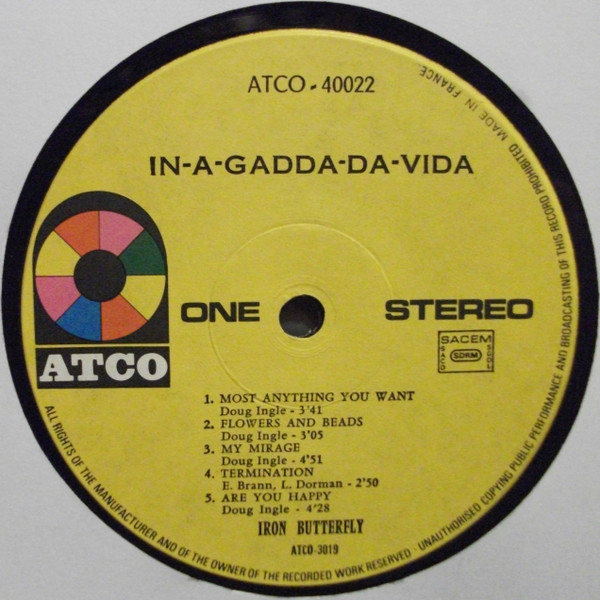 ATCO - 40022
IN-A-GADDA-DA-VIDA
ATCO
ONE
STEREO
SACEM
SACD SDRM SGDL
1. MOST ANYTHING YOU WANT
Doug Ingle - 3'41
2. FLOWERS AND BEADS
Doug Ingle - 3'05
3. MY MIRAGE
Doug Ingle - 4'51
4. TERMINATION
E. Brann, L. Dorman - 2'50
5. ARE YOU HAPPY
Doug Ingle - 4'28
IRON BUTTERFLY
ATCO-3019
ALL RIGHTS OF THE MANUFACTURER AND OF THE OWNER OF THE RECORDED WORK RESERVED - UNAUTHORISED COPYING PUBLIC PERFORMANCE AND BROADCASTING OF THIS RECORD PROHIBITED MADE IN FRANCE.